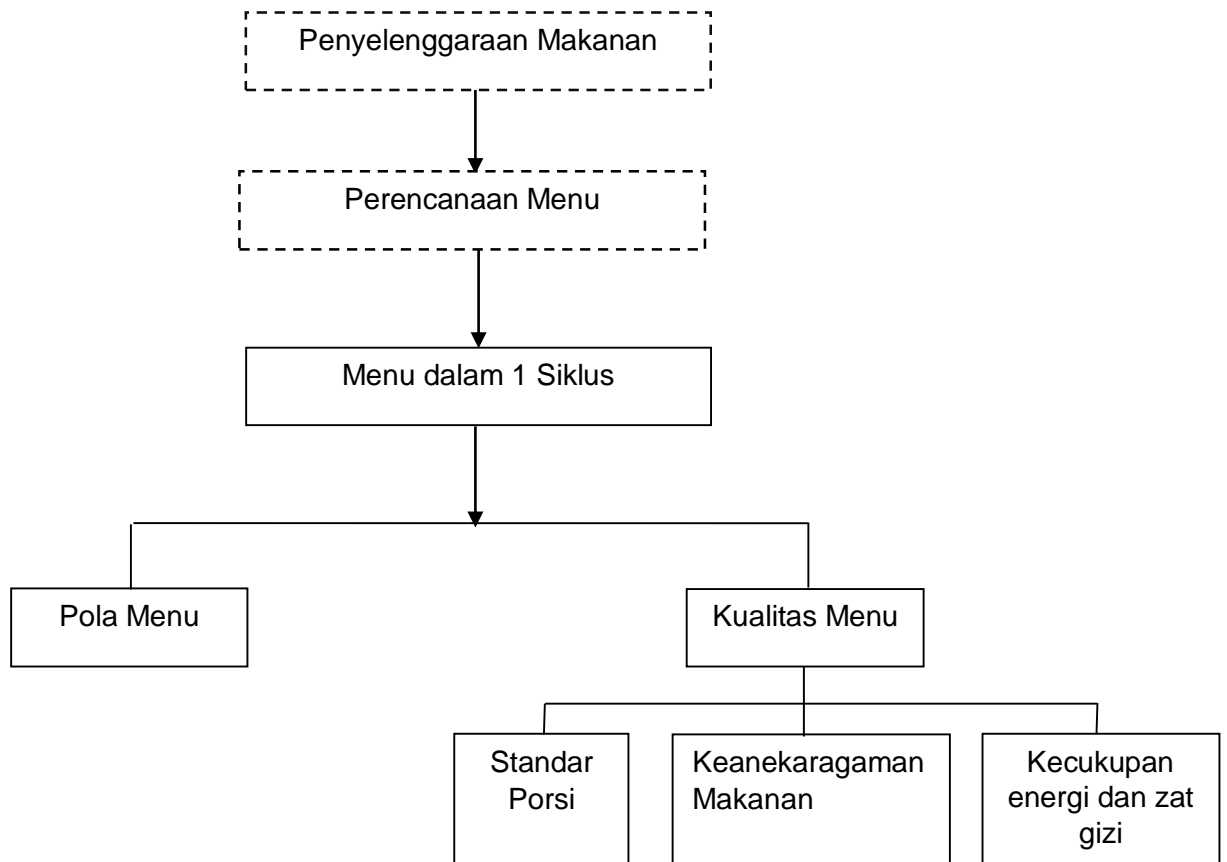 Penyelenggaraan Makanan
Perencanaan Menu
Menu dalam 1 Siklus
Pola Menu
Kualitas Menu
Standar
Porsi
Keanekaragaman
Makanan
Kecukupan
energi dan zat
gizi